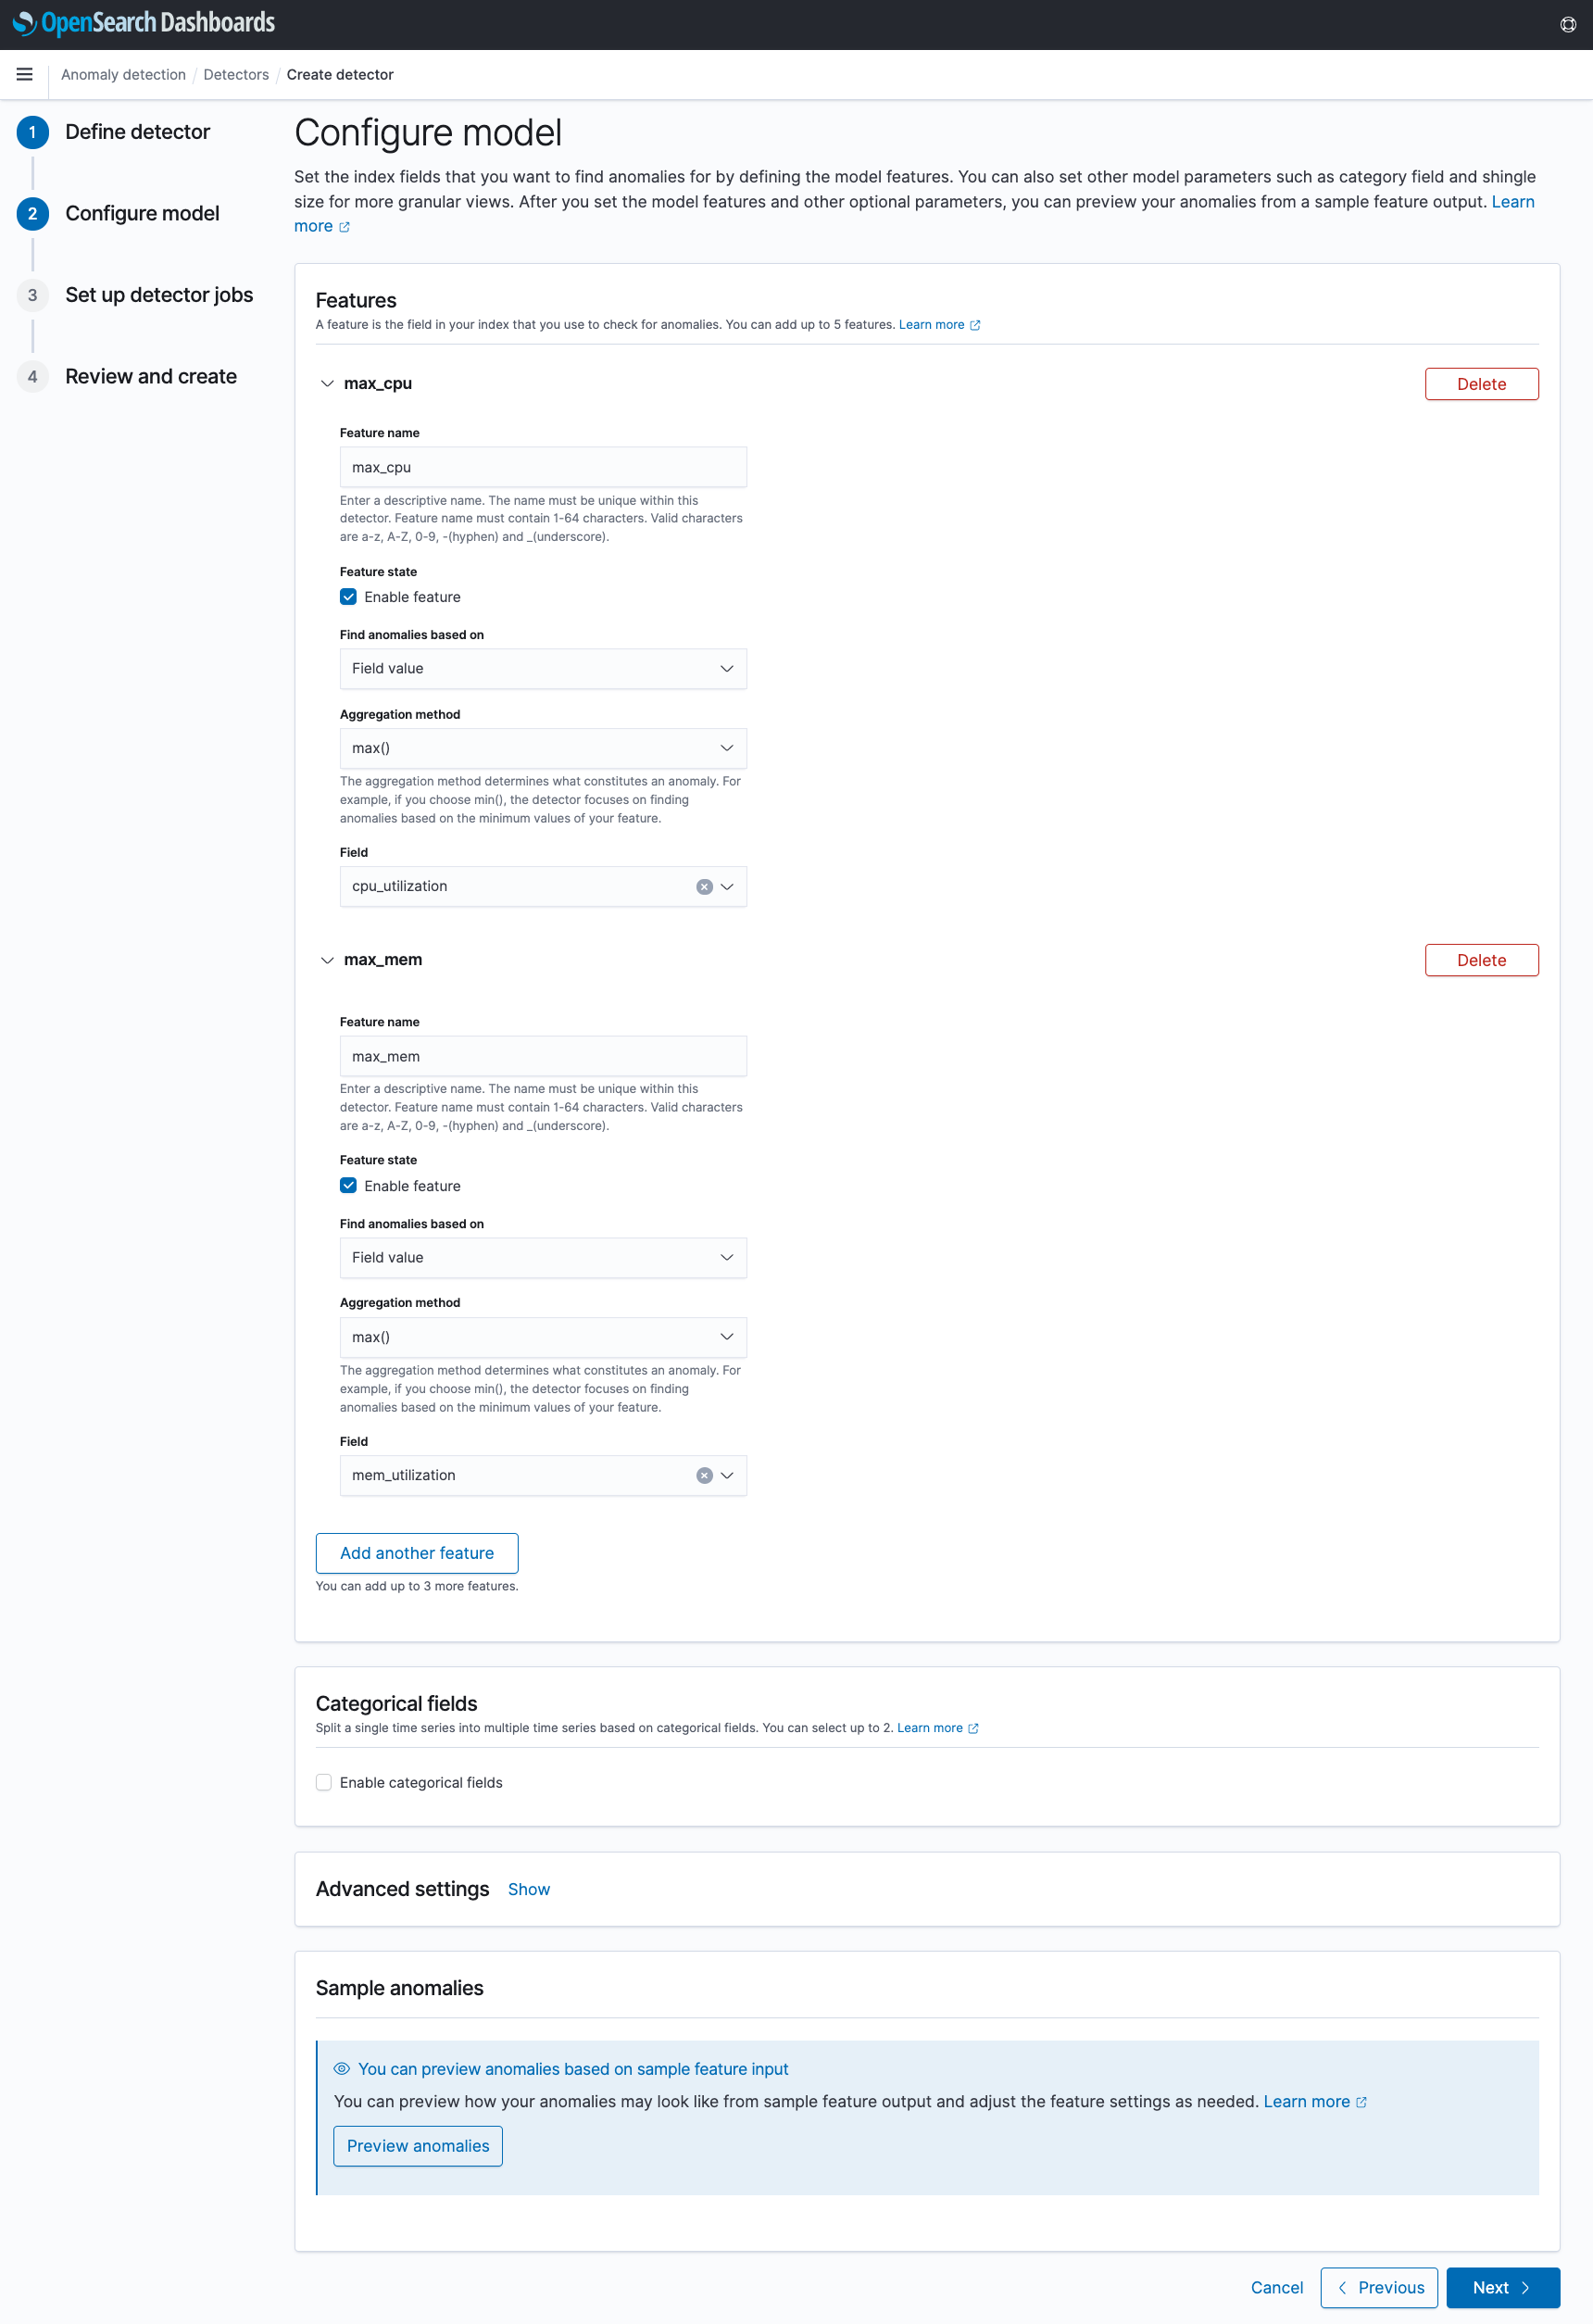 OpenSearch Dashboards
Anomaly detection / Detectors / Create detector
1 Define detector
2 Configure model
3 Set up detector jobs
4 Review and create
Configure model
Set the index fields that you want to find anomalies for by defining the model features. You can also set other model parameters such as category field and shingle
size for more granular views. After you set the model features and other optional parameters, you can preview your anomalies from a sample feature output. Learn
more
Features
A feature is the field in your index that you use to check for anomalies. You can add up to 5 features. Learn more
max_cpu Delete
Feature name
max_cpu
Enter a descriptive name. The name must be unique within this
detector. Feature name must contain 1-64 characters. Valid characters
are a-z, A-Z, 0-9, -(hyphen) and _(underscore).
Feature state
Enable feature
Find anomalies based on
Field value
Aggregation method
max()
The aggregation method determines what constitutes an anomaly. For
example, if you choose min(), the detector focuses on finding
anomalies based on the minimum values of your feature.
Field
cpu_utilization
max_mem Delete
Feature name
max_mem
Enter a descriptive name. The name must be unique within this
detector. Feature name must contain 1-64 characters. Valid characters
are a-z, A-Z, 0-9, -(hyphen) and _(underscore).
Feature state
Enable feature
Find anomalies based on
Field value
Aggregation method
max()
The aggregation method determines what constitutes an anomaly. For
example, if you choose min(), the detector focuses on finding
anomalies based on the minimum values of your feature.
Field
mem_utilization
Add another feature
You can add up to 3 more features.
Categorical fields
Split a single time series into multiple time series based on categorical fields. You can select up to 2. Learn more
Enable categorical fields
Advanced settings Show
Sample anomalies
You can preview anomalies based on sample feature input
You can preview how your anomalies may look like from sample feature output and adjust the feature settings as needed. Learn more
Preview anomalies
Cancel Previous Next